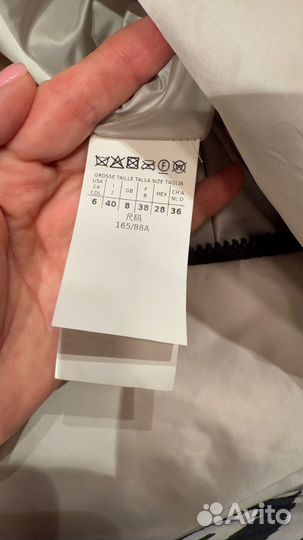 F W
GRÖSSE TAILLE TALLA SIZE TAGLIA
USA CA COL I GB F B MEX CH A NL D
6 40 8 38 28 36
尺码
165/88A
Avito